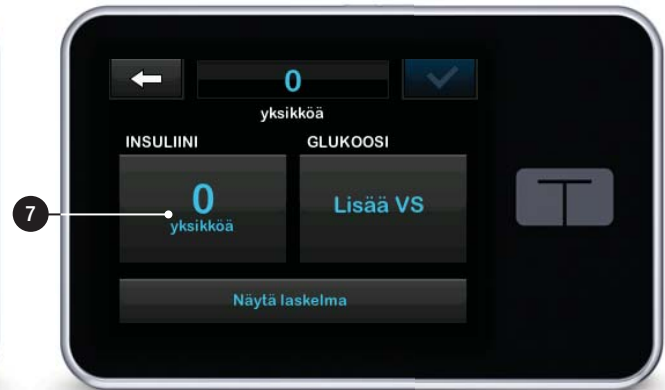 0
yksikköä
INSULIINI
GLUKOOSI
7
0
yksikköä
Lisää VS
Näytä laskelma